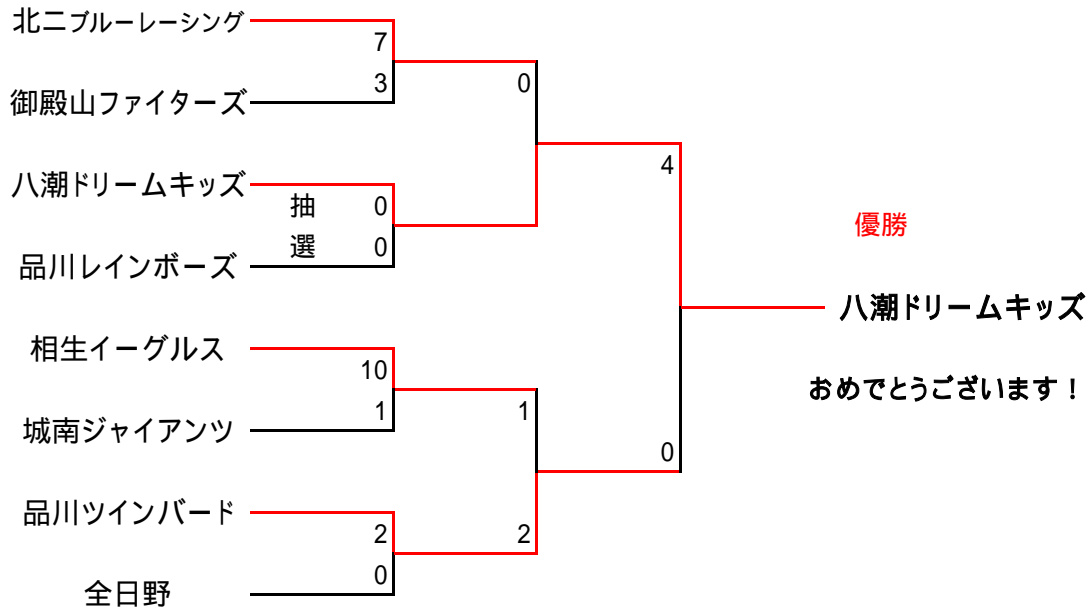 北二ブルーレーシング
7
3
0
御殿山ファイターズ
4
八潮ドリームキッズ
抽 0
選 0
優勝
品川レインボーズ
八潮ドリームキッズ
相生イーグルス
10
1
1
おめでとうございます！
城南ジャイアンツ
0
品川ツインバード
2
2
0
全日野